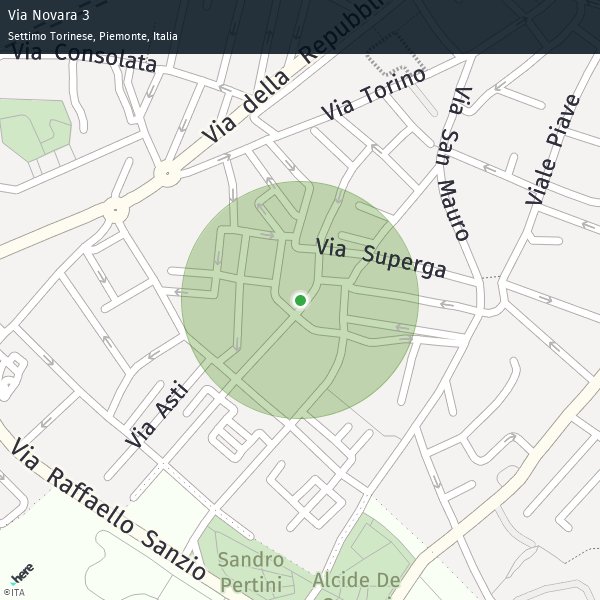 Via Novara 3
Settimo Torinese, Piemonte, Italia
Via Consolata
Via della Repubbli
Via Torino
Via San Mauro
Viale Piave
Via Superga
Via Asti
Via Raffaello Sanzio
Sandro
Pertini
Alcide De
here
©ITA